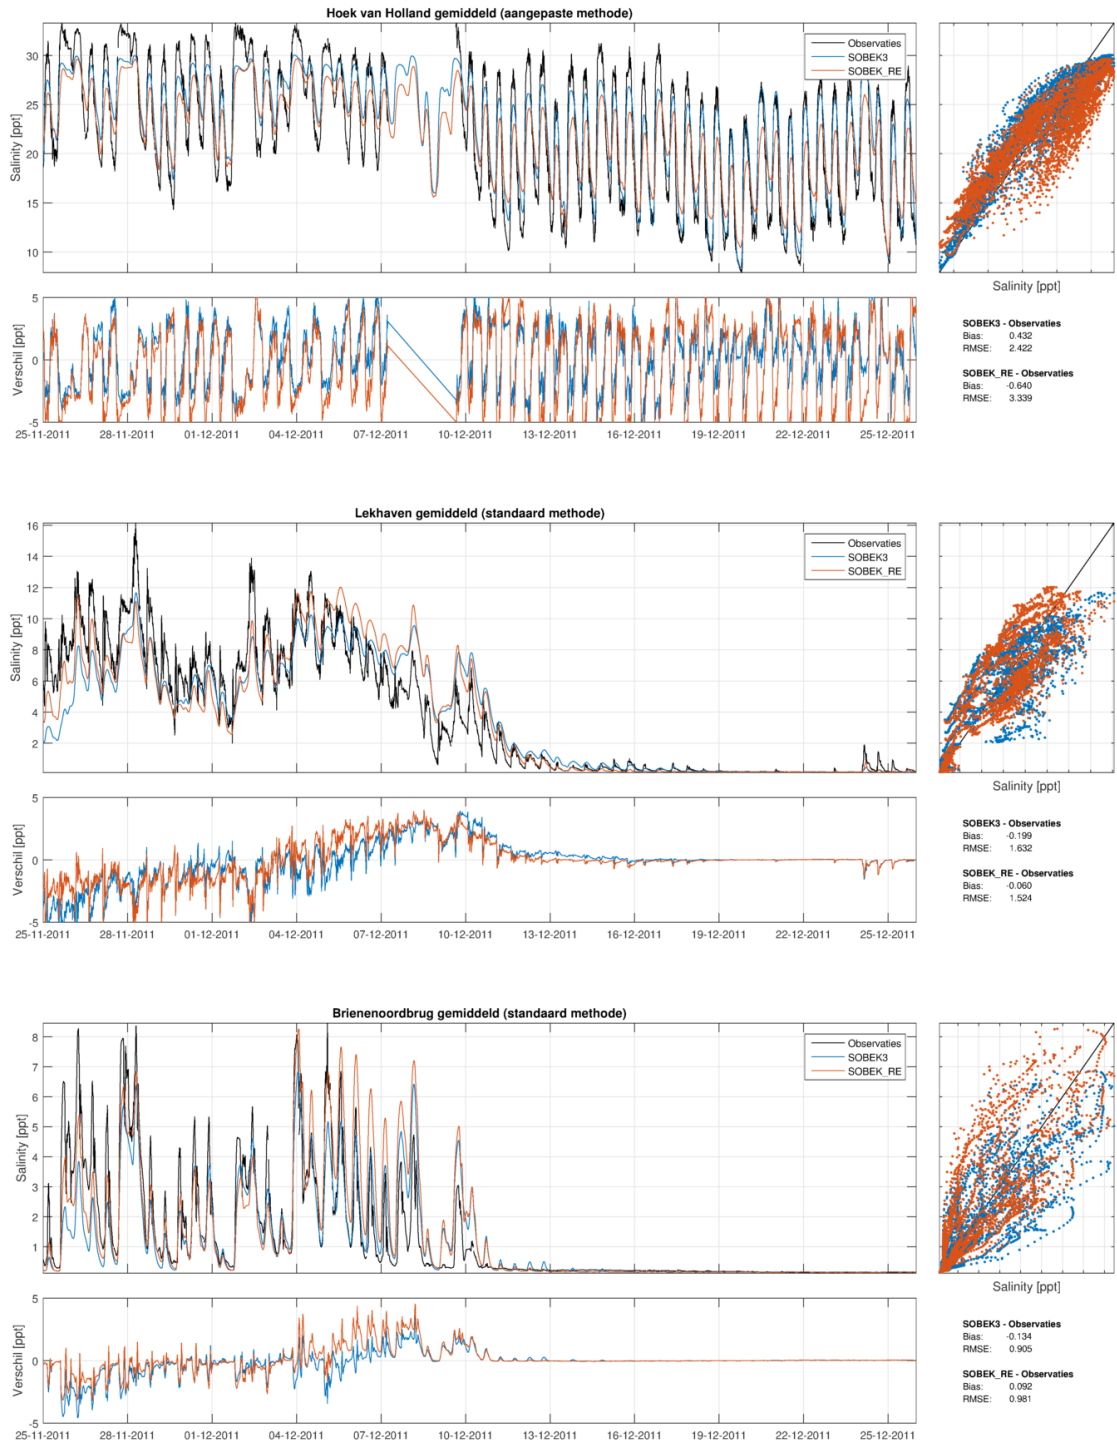 Hoek van Holland gemiddeld (aangepaste methode)
Salinity [ppt]
30
25
20
15
10
Observaties
SOBEK3
SOBEK_RE
Salinity [ppt]
Verschil [ppt]
5
0
-5
25-11-2011 28-11-2011 01-12-2011 04-12-2011 07-12-2011 10-12-2011 13-12-2011 16-12-2011 19-12-2011 22-12-2011 25-12-2011
SOBEK3 - Observaties
Bias: 0.432
RMSE: 2.422
SOBEK_RE - Observaties
Bias: -0.640
RMSE: 3.339
Lekhaven gemiddeld (standaard methode)
Salinity [ppt]
16
14
12
10
8
6
4
2
Observaties
SOBEK3
SOBEK_RE
Salinity [ppt]
Verschil [ppt]
5
0
-5
25-11-2011 28-11-2011 01-12-2011 04-12-2011 07-12-2011 10-12-2011 13-12-2011 16-12-2011 19-12-2011 22-12-2011 25-12-2011
SOBEK3 - Observaties
Bias: -0.199
RMSE: 1.632
SOBEK_RE - Observaties
Bias: -0.060
RMSE: 1.524
Brienenoordbrug gemiddeld (standaard methode)
Salinity [ppt]
8
7
6
5
4
3
2
1
Observaties
SOBEK3
SOBEK_RE
Salinity [ppt]
Verschil [ppt]
5
0
-5
25-11-2011 28-11-2011 01-12-2011 04-12-2011 07-12-2011 10-12-2011 13-12-2011 16-12-2011 19-12-2011 22-12-2011 25-12-2011
SOBEK3 - Observaties
Bias: -0.134
RMSE: 0.905
SOBEK_RE - Observaties
Bias: 0.092
RMSE: 0.981